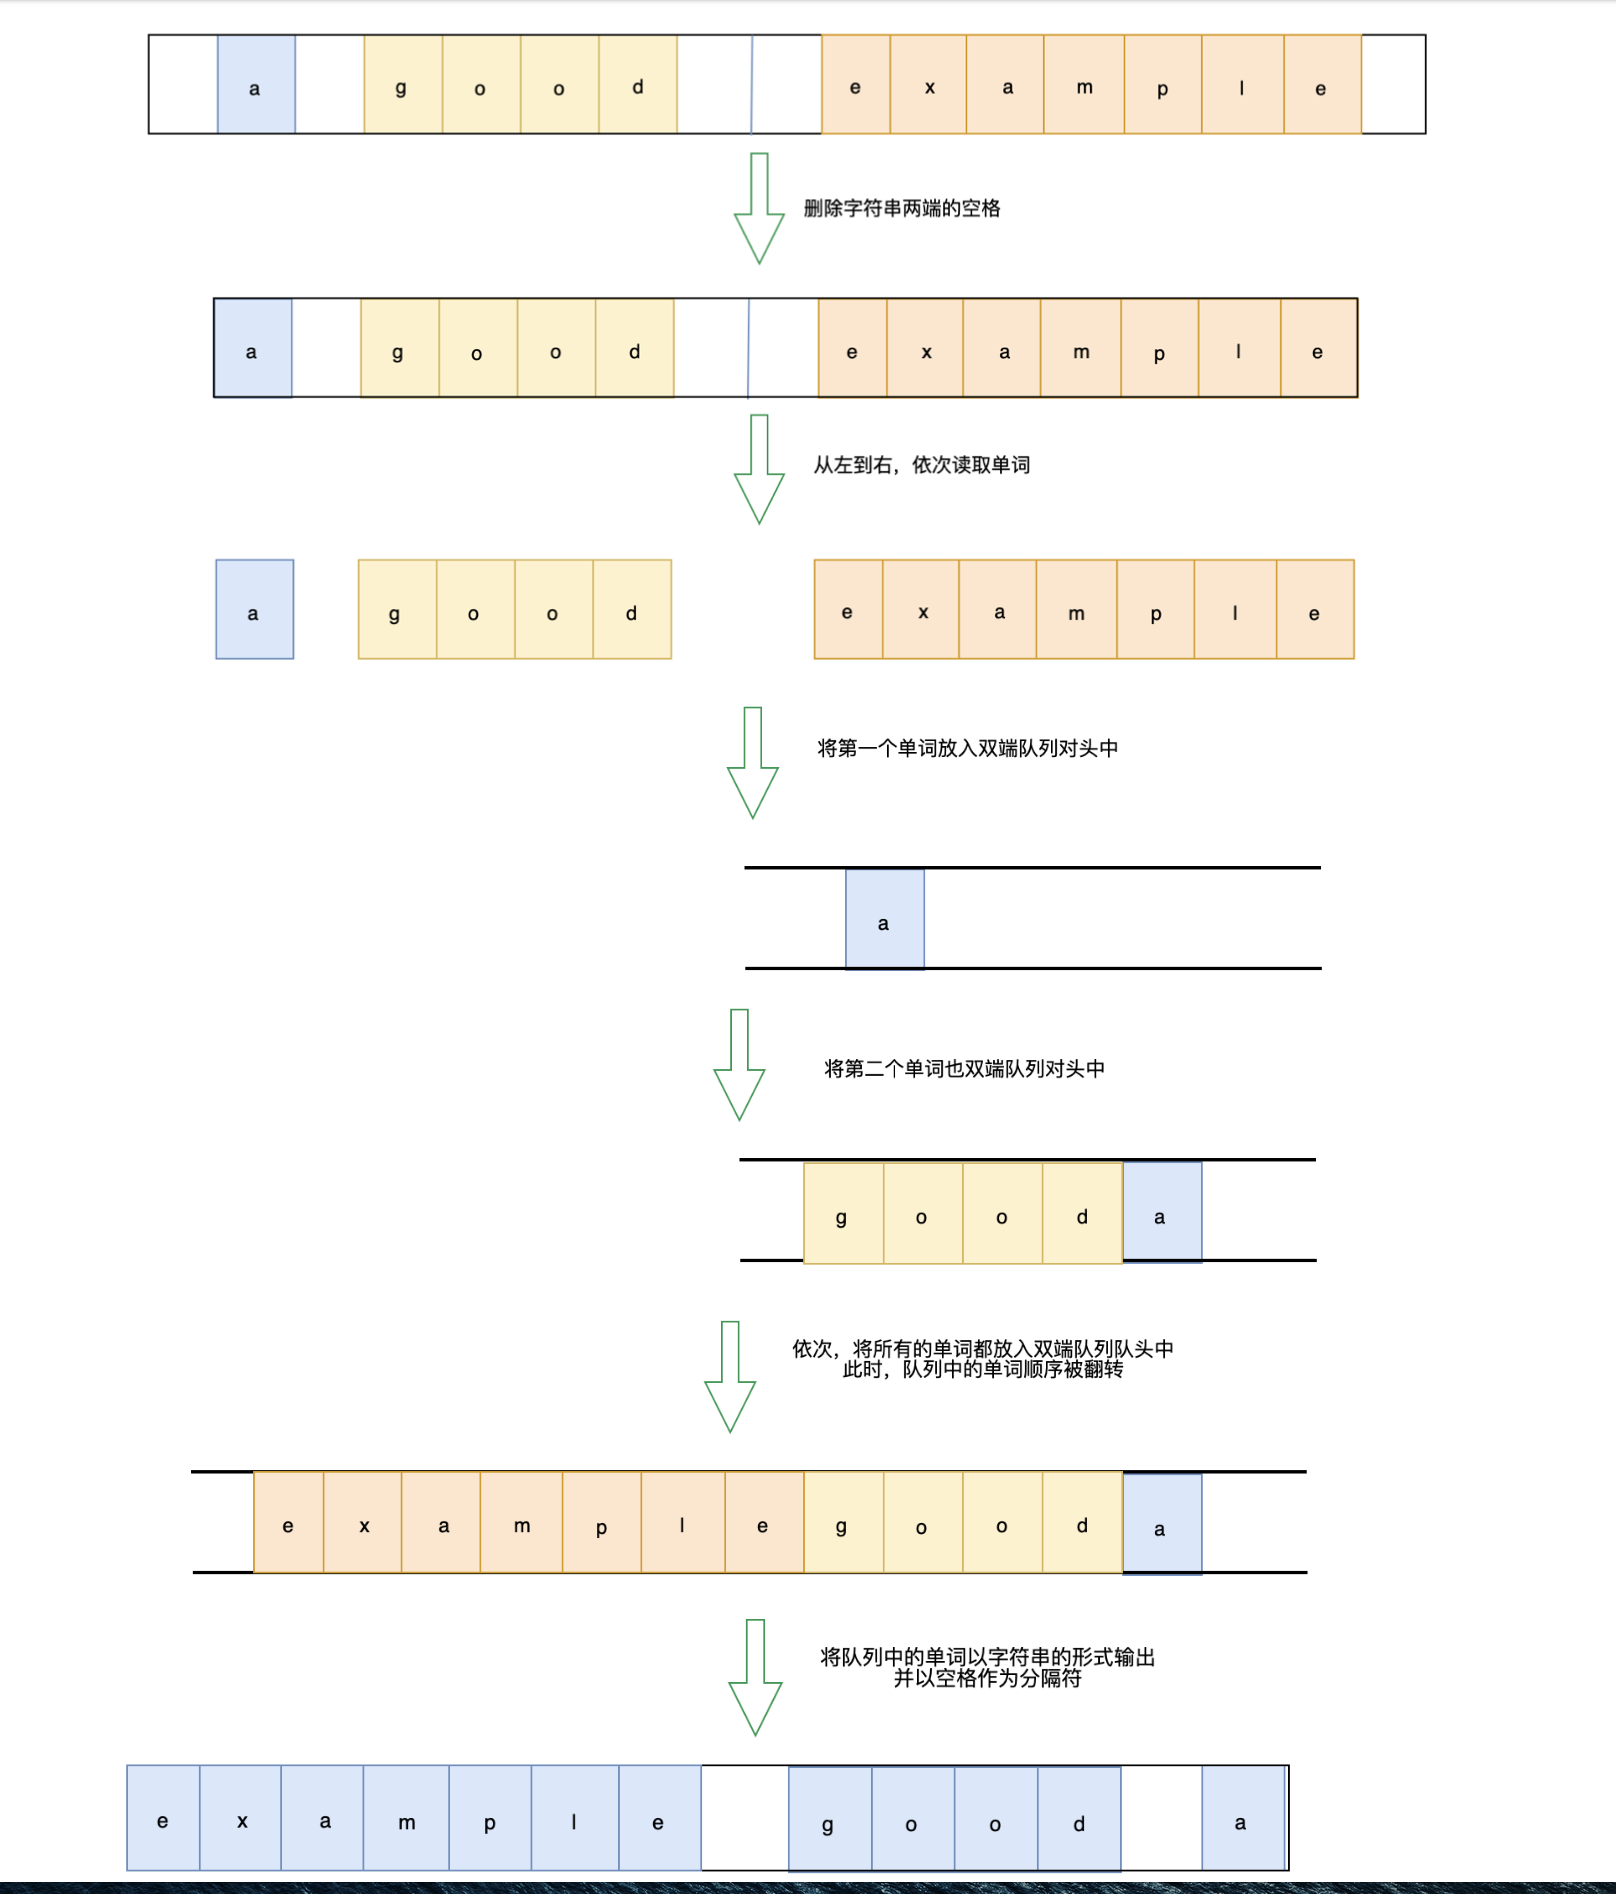 a g o o d e x a m p l e
删除字符串两端的空格
a g o o d e x a m p l e
从左到右，依次读取单词
a g o o d e x a m p l e
将第一个单词放入双端队列对头中
a
将第二个单词也双端队列对头中
g o o d a
依次，将所有的单词都放入双端队列队头中
此时，队列中的单词顺序被翻转
e x a m p l e g o o d a
将队列中的单词以字符串的形式输出
并以空格作为分隔符
e x a m p l e g o o d a